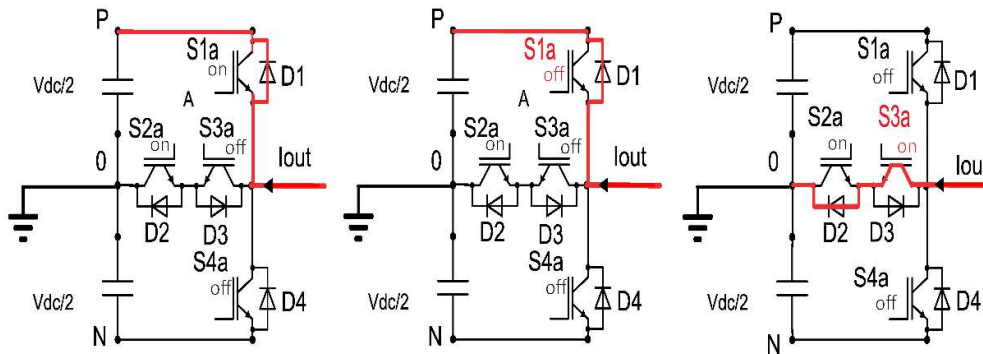 P
S1a
on
D1
Vdc/2
A
S2a
on
S3a
off
0
Iout
D2
D3
S4a
off
Vdc/2
D4
N
P
S1a
off
D1
Vdc/2
A
S2a
on
S3a
off
0
Iout
D2
D3
S4a
off
Vdc/2
D4
N
P
S1a
off
D1
Vdc/2
S2a
on
S3a
on
0
Iou
D2
D3
S4a
off
Vdc/2
D4
N